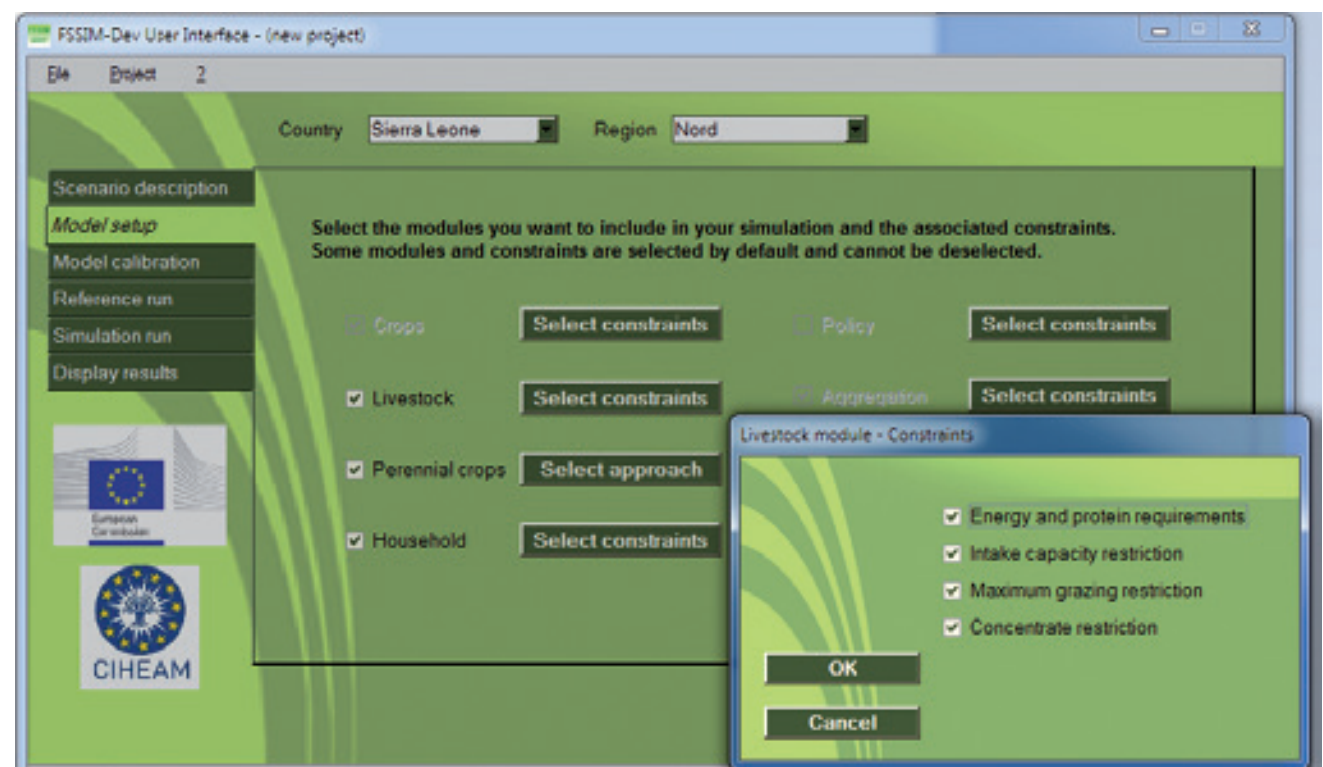 FSSIM-Dev User Interface - (new project)
File Project ?
Country Sierra Leone Region Nord
Scenario description
Model setup
Model calibration
Reference run
Simulation run
Display results
Select the modules you want to include in your simulation and the associated constraints.
Some modules and constraints are selected by default and cannot be deselected.
Crops Select constraints Policy Select constraints
Livestock Select constraints Aggregation Select constraints
Perennial crops Select approach
Household Select constraints
European
Commission
CIHEAM
Livestock module - Constraints
Energy and protein requirements
Intake capacity restriction
Maximum grazing restriction
Concentrate restriction
OK
Cancel